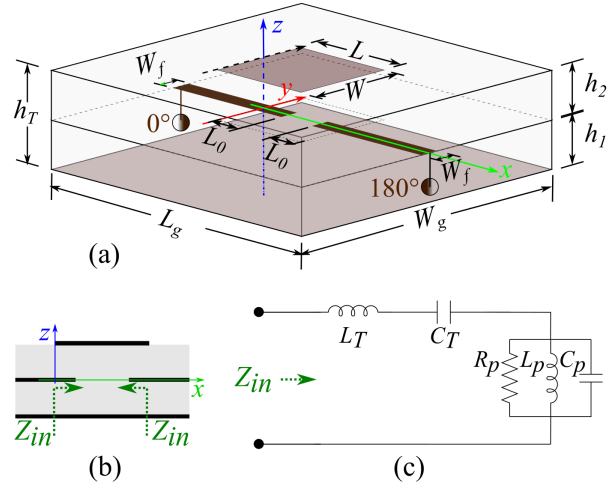 z
L
W_f
W
h_2
h_T
y
0°
L_0
L_0
h_1
W_f
x
180°
L_g
W_g
(a)
z
x
Z_in
Z_in
(b)
L_T
C_T
R_p
L_p
C_p
Z_in
(c)